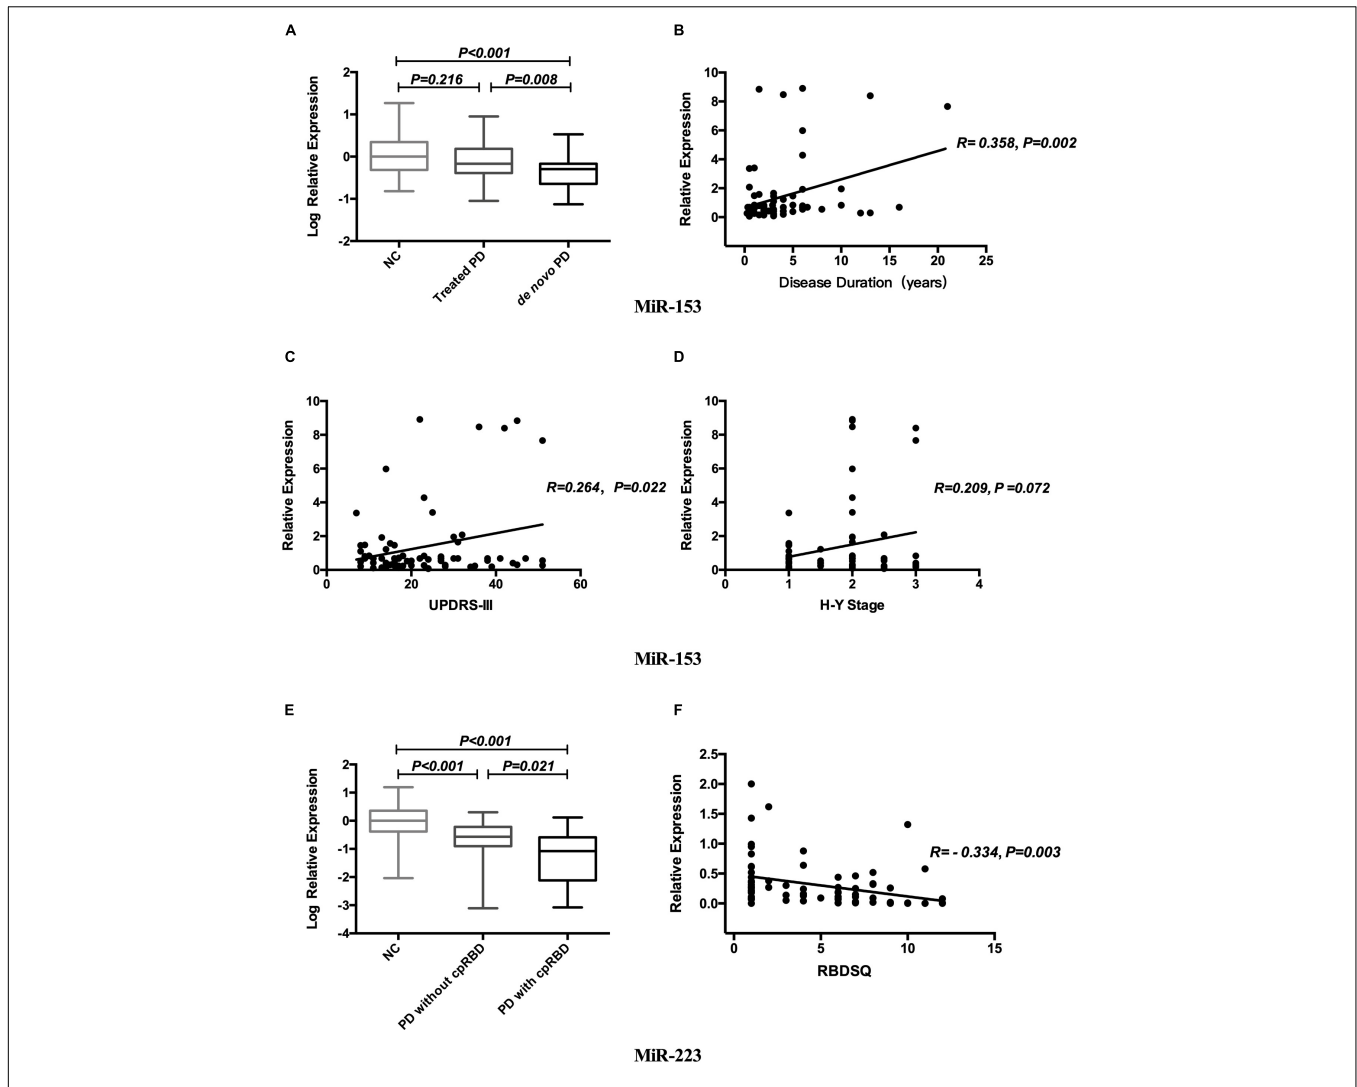 A
P<0.001
P=0.216
P=0.008
2
1
0
-1
-2
Log Relative Expression
NC
Treated PD
de novo PD
B
10
8
6
4
2
0
Relative Expression
R= 0.358, P=0.002
0
5
10
15
20
25
Disease Duration (years)
MiR-153
C
10
8
6
4
2
0
Relative Expression
R=0.264, P=0.022
0
20
40
60
UPDRS-III
D
10
8
6
4
2
0
Relative Expression
R=0.209, P =0.072
0
1
2
3
4
H-Y Stage
MiR-153
E
P<0.001
P<0.001
P=0.021
2
1
0
-1
-2
-3
-4
Log Relative Expression
NC
PD without cpRBD
PD with cpRBD
F
2.5
2.0
1.5
1.0
0.5
0.0
Relative Expression
R= - 0.334, P=0.003
0
5
10
15
RBDSQ
MiR-223